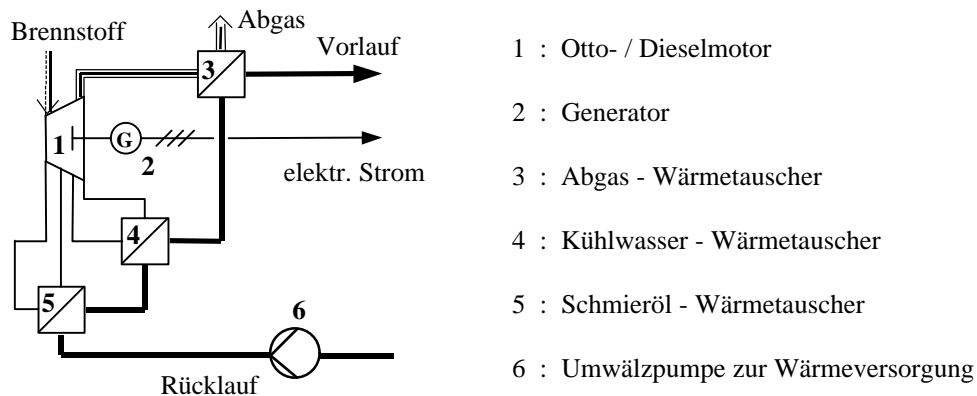 Abgas
Brennstoff
Vorlauf
3
1
G
2
elektr. Strom
4
5
6
Rücklauf
1 : Otto- / Dieselmotor
2 : Generator
3 : Abgas - Wärmetauscher
4 : Kühlwasser - Wärmetauscher
5 : Schmieröl - Wärmetauscher
6 : Umwälzpumpe zur Wärmeversorgung